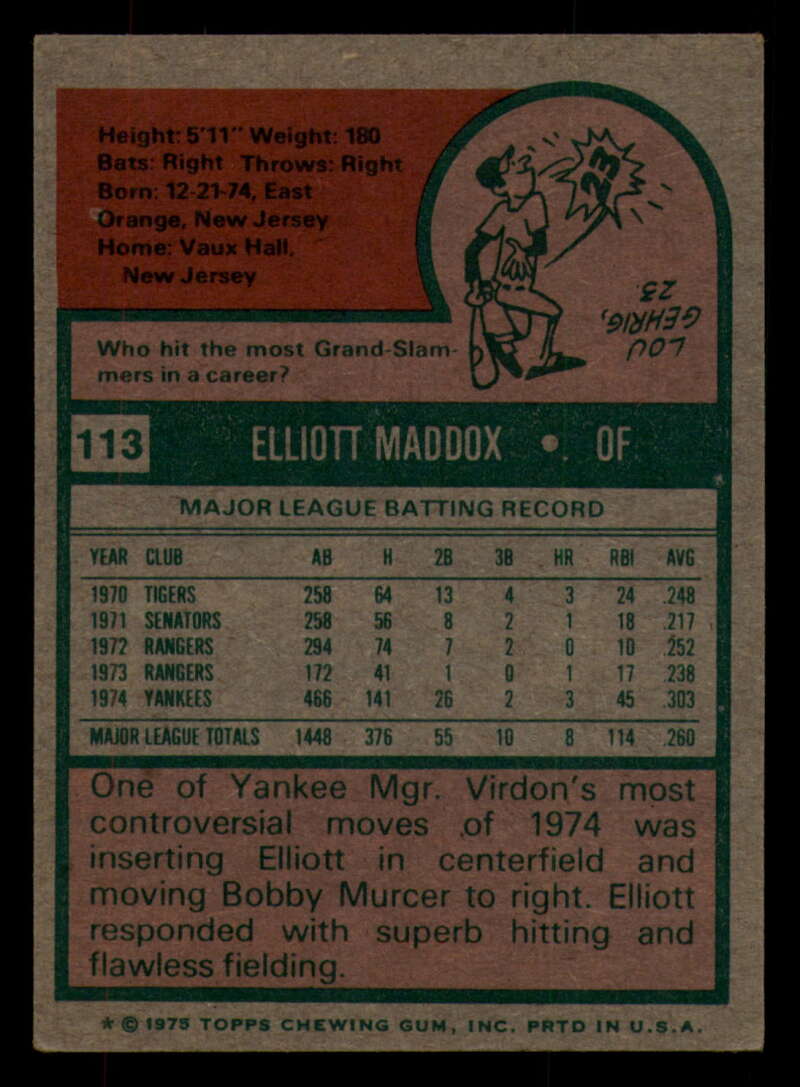 Height: 5'11" Weight: 180
Bats: Right Throws: Right
Born: 12-21-74, East
Orange, New Jersey
Home: Vaux Hall,
New Jersey
23
LOU
GEHRIG,
23.
Who hit the most Grand-Slam-
mers in a career?
113 ELLIOTT MADDOX • OF
MAJOR LEAGUE BATTING RECORD
YEAR CLUB AB H 2B 3B HR RBI AVG
1970 TIGERS 258 64 13 4 3 24 .248
1971 SENATORS 258 56 8 2 1 18 .217
1972 RANGERS 294 74 7 2 0 10 .252
1973 RANGERS 172 41 1 0 1 17 .238
1974 YANKEES 466 141 26 2 3 45 .303
MAJOR LEAGUE TOTALS 1448 376 55 10 8 114 .260
One of Yankee Mgr. Virdon's most
controversial moves of 1974 was
inserting Elliott in centerfield and
moving Bobby Murcer to right. Elliott
responded with superb hitting and
flawless fielding.
* © 1975 TOPPS CHEWING GUM, INC. PRTD IN U.S.A.